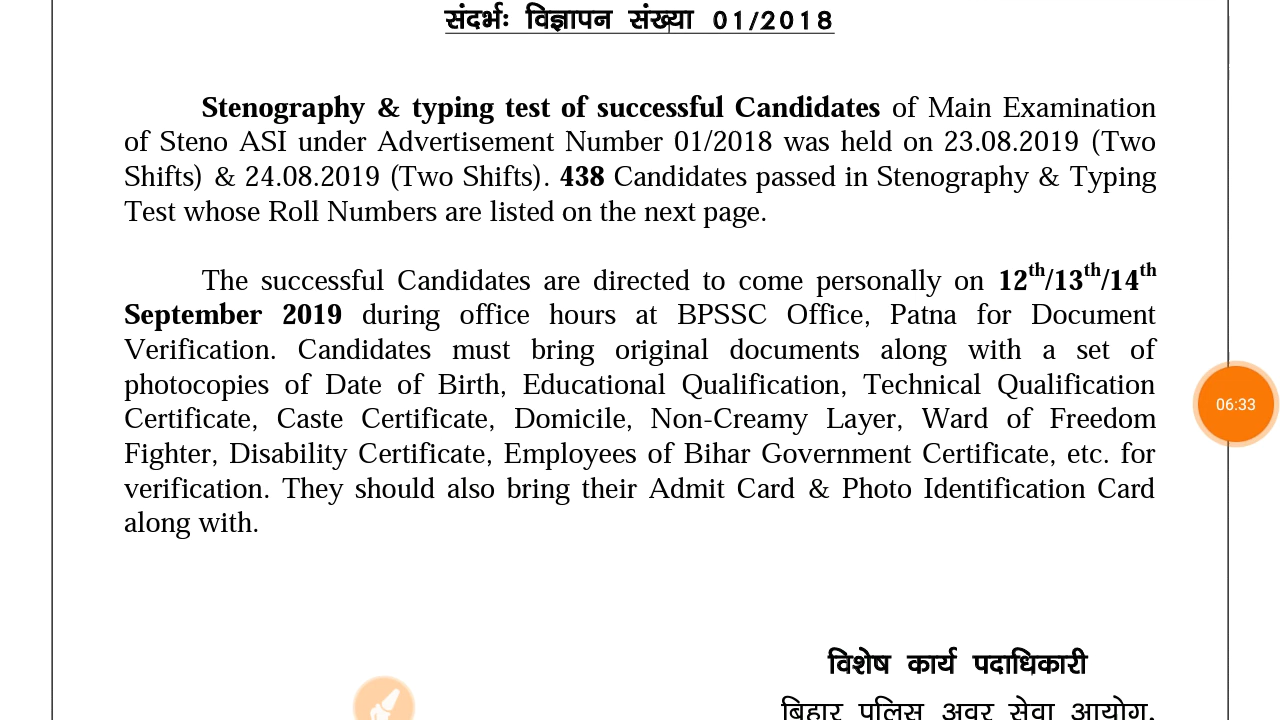 संदर्भः विज्ञापन संख्या 01/2018
Stenography & typing test of successful Candidates of Main Examination
of Steno ASI under Advertisement Number 01/2018 was held on 23.08.2019 (Two
Shifts) & 24.08.2019 (Two Shifts). 438 Candidates passed in Stenography & Typing
Test whose Roll Numbers are listed on the next page.
The successful Candidates are directed to come personally on 12th/13th/14th
September 2019 during office hours at BPSSC Office, Patna for Document
Verification. Candidates must bring original documents along with a set of
photocopies of Date of Birth, Educational Qualification, Technical Qualification
Certificate, Caste Certificate, Domicile, Non-Creamy Layer, Ward of Freedom
Fighter, Disability Certificate, Employees of Bihar Government Certificate, etc. for
verification. They should also bring their Admit Card & Photo Identification Card
along with.
06:33
विशेष कार्य पदाधिकारी
बिहार पुलिस अवर सेवा आयोग,